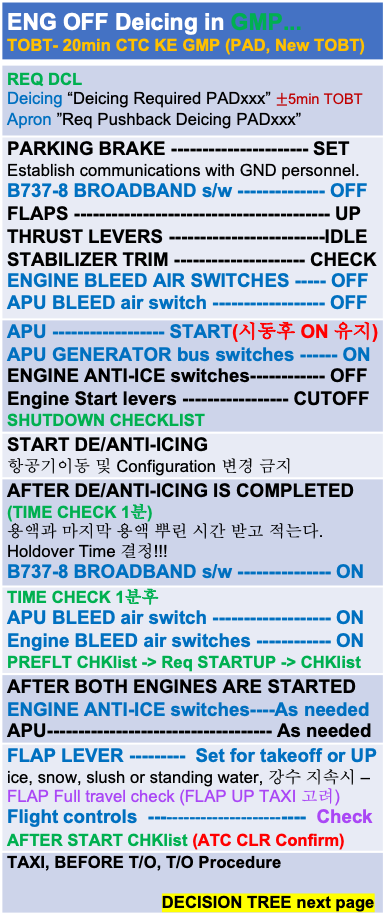 ENG OFF Deicing in GMP...
TOBT- 20min CTC KE GMP (PAD, New TOBT)
REQ DCL
Deicing “Deicing Required PADxxx” ±5min TOBT
Apron ”Req Pushback Deicing PADxxx”
PARKING BRAKE ---------------------- SET
Establish communications with GND personnel.
B737-8 BROADBAND s/w -------------- OFF
FLAPS ----------------------------------------- UP
THRUST LEVERS -------------------------IDLE
STABILIZER TRIM --------------------- CHECK
ENGINE BLEED AIR SWITCHES ----- OFF
APU BLEED air switch ------------------ OFF
APU ------------------ START(시동후 ON 유지)
APU GENERATOR bus switches ------ ON
ENGINE ANTI-ICE switches------------ OFF
Engine Start levers ----------------- CUTOFF
SHUTDOWN CHECKLIST
START DE/ANTI-ICING
항공기이동 및 Configuration 변경 금지
AFTER DE/ANTI-ICING IS COMPLETED
(TIME CHECK 1분)
용액과 마지막 용액 뿌린 시간 받고 적는다.
Holdover Time 결정!!!
B737-8 BROADBAND s/w --------------- ON
TIME CHECK 1분후
APU BLEED air switch ------------------- ON
Engine BLEED air switches ------------ ON
PREFLT CHKlist -> Req STARTUP -> CHKlist
AFTER BOTH ENGINES ARE STARTED
ENGINE ANTI-ICE switches----As needed
APU------------------------------------ As needed
FLAP LEVER --------- Set for takeoff or UP
ice, snow, slush or standing water, 강수 지속시 –
FLAP Full travel check (FLAP UP TAXI 고려)
Flight controls -------------------------- Check
AFTER START CHKlist (ATC CLR Confirm)
TAXI, BEFORE T/O, T/O Procedure
DECISION TREE next page